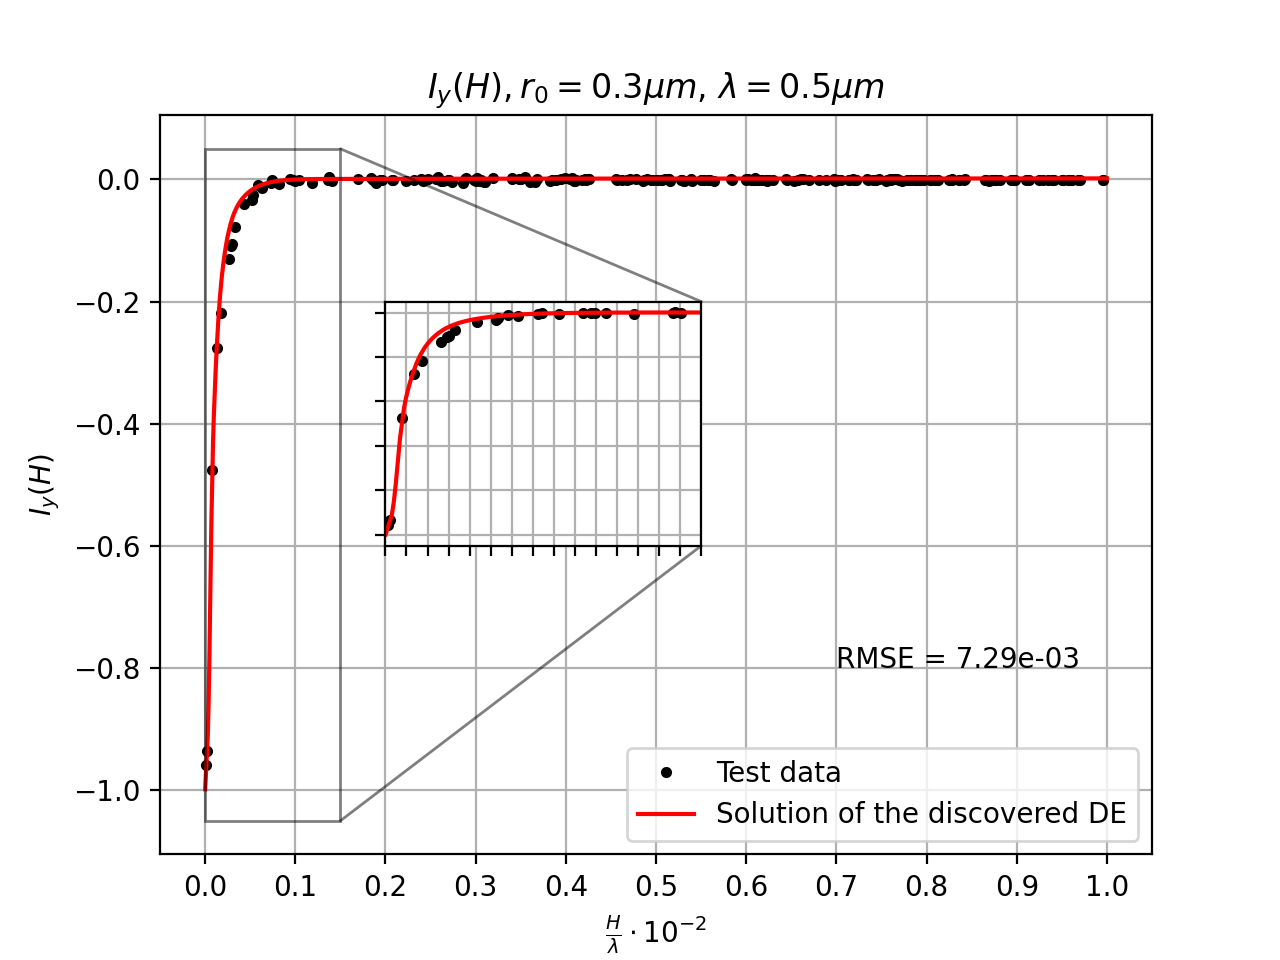 I_y(H), r_0 = 0.3μm, λ = 0.5μm
0.0
−0.2
−0.4
−0.6
−0.8
−1.0
I_y(H)
RMSE = 7.29e-03
Test data
Solution of the discovered DE
0.0 0.1 0.2 0.3 0.4 0.5 0.6 0.7 0.8 0.9 1.0
H/λ · 10^−2